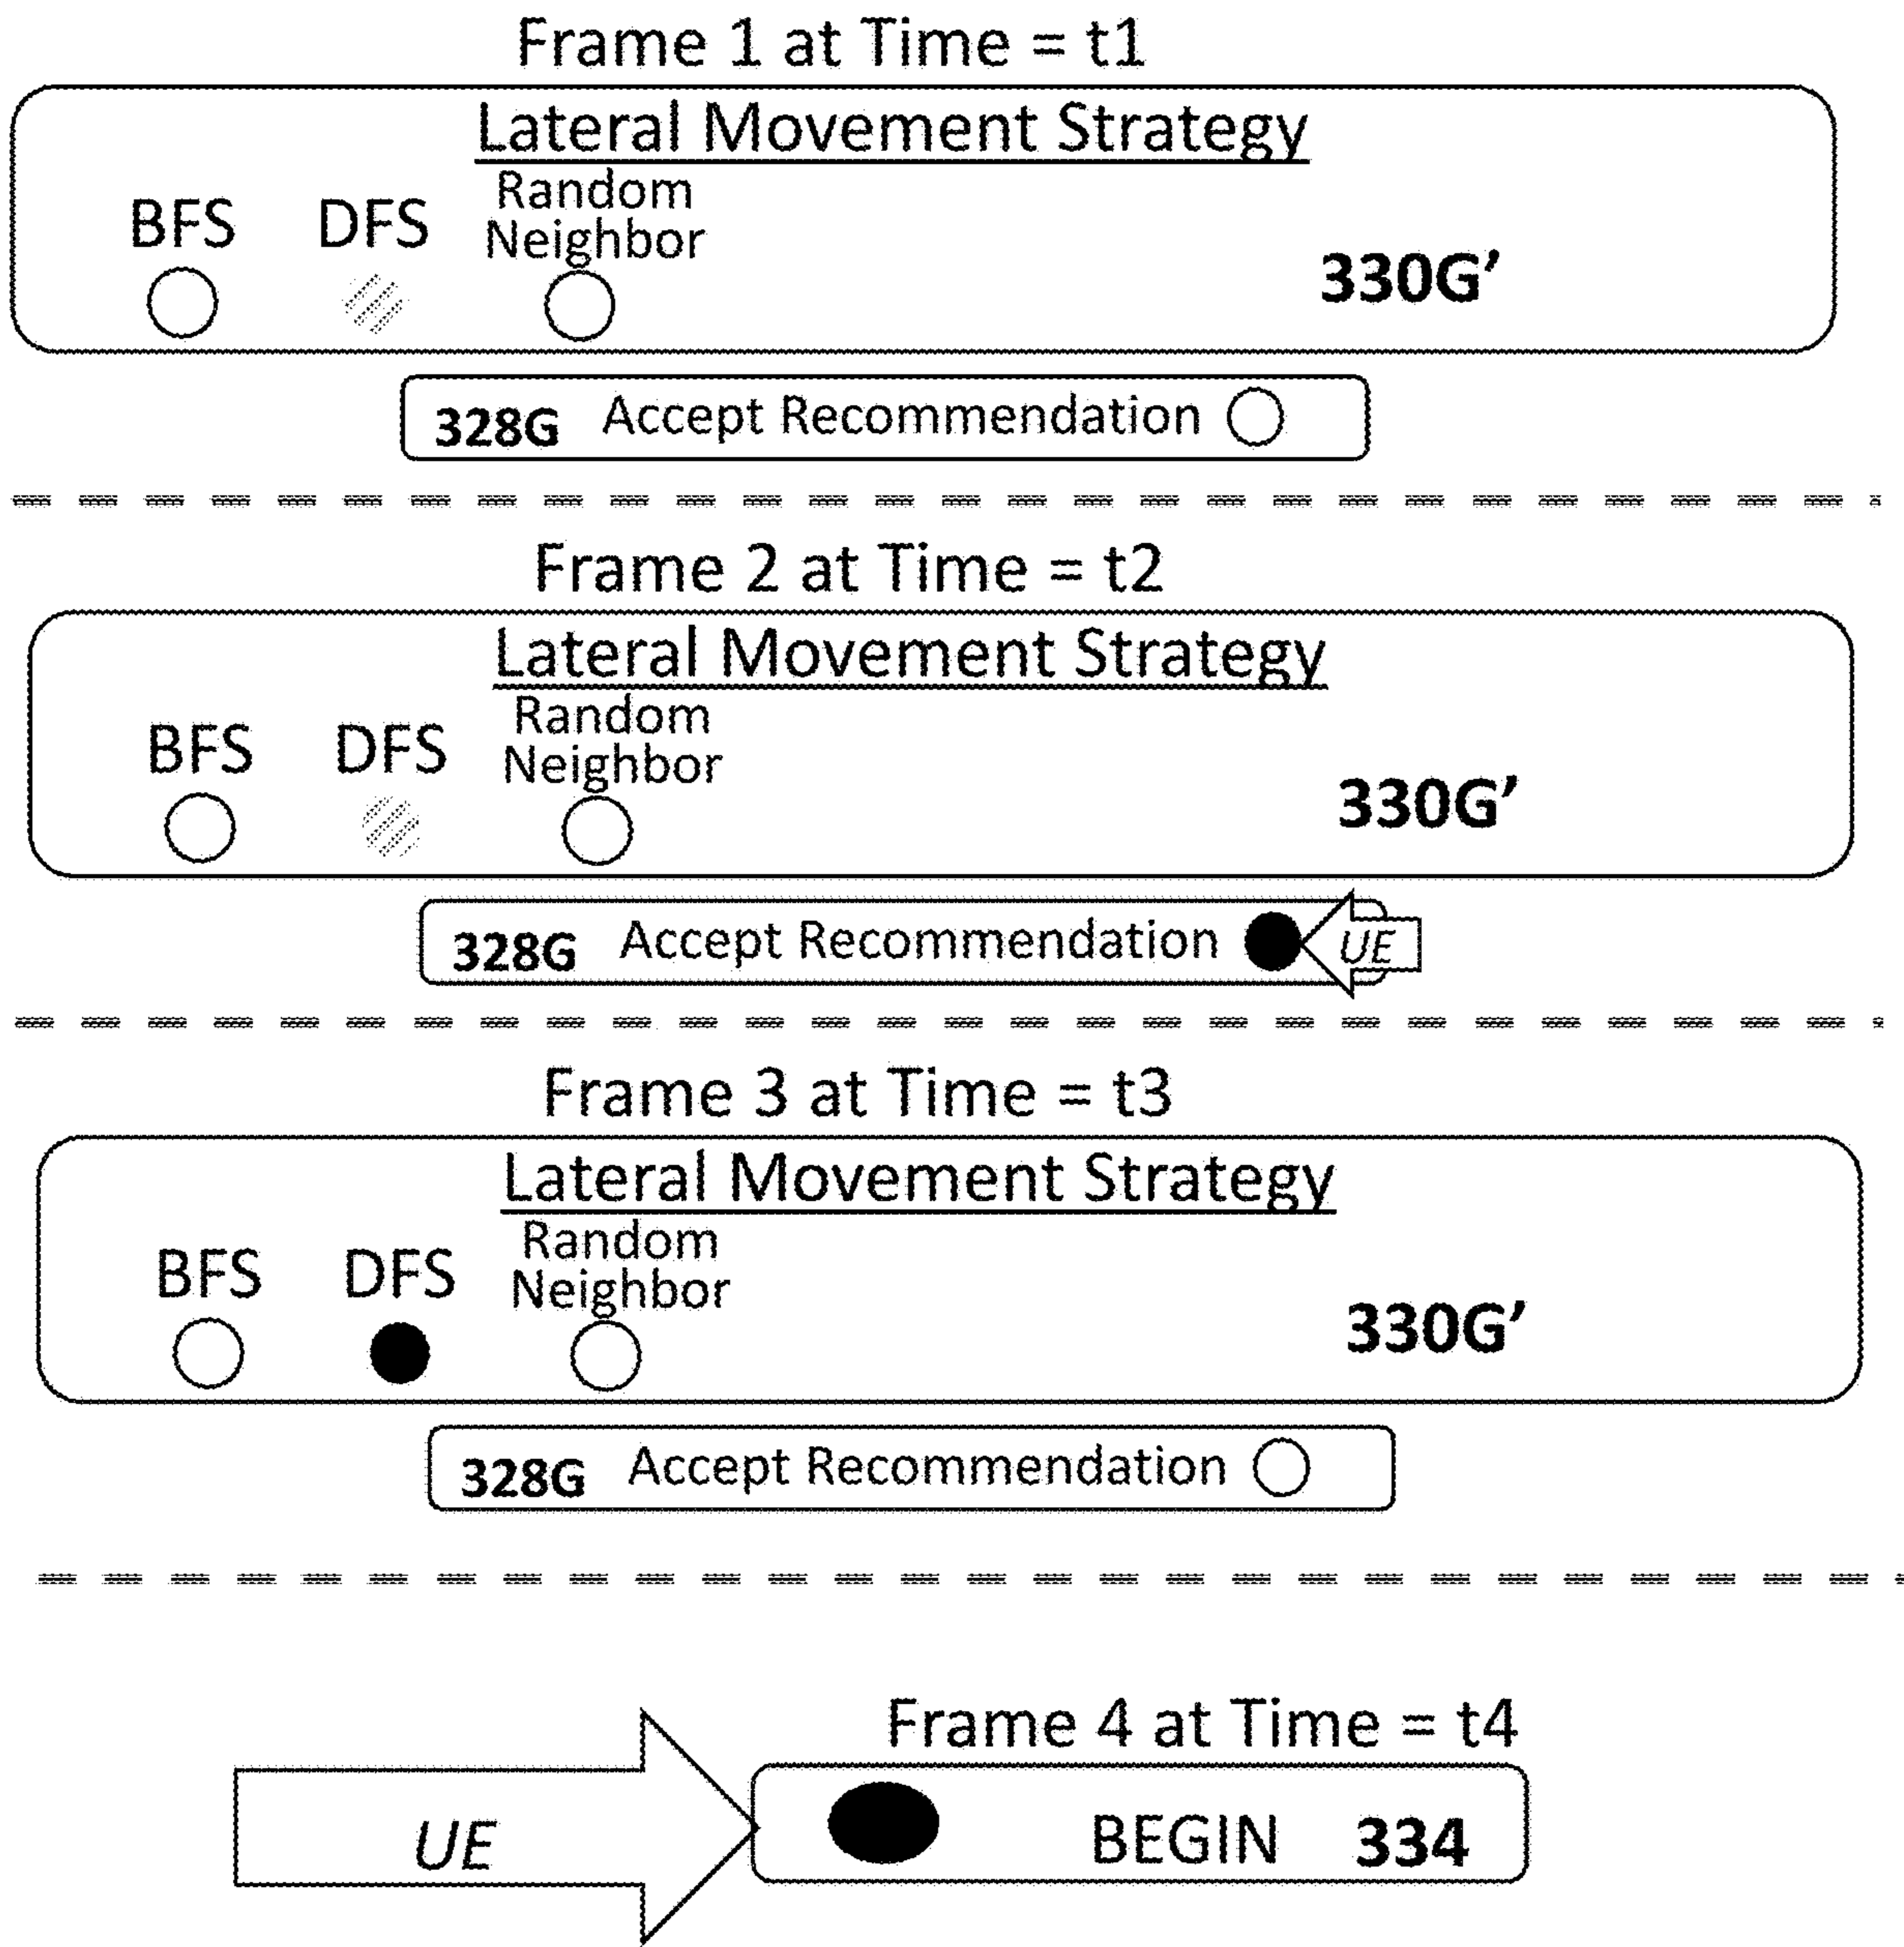 Frame 1 at Time = t1
Lateral Movement Strategy
Random
BFS DFS Neighbor
330G’
328G Accept Recommendation
Frame 2 at Time = t2
Lateral Movement Strategy
Random
BFS DFS Neighbor
330G’
328G Accept Recommendation UE
Frame 3 at Time = t3
Lateral Movement Strategy
Random
BFS DFS Neighbor
330G’
328G Accept Recommendation
Frame 4 at Time = t4
UE BEGIN 334